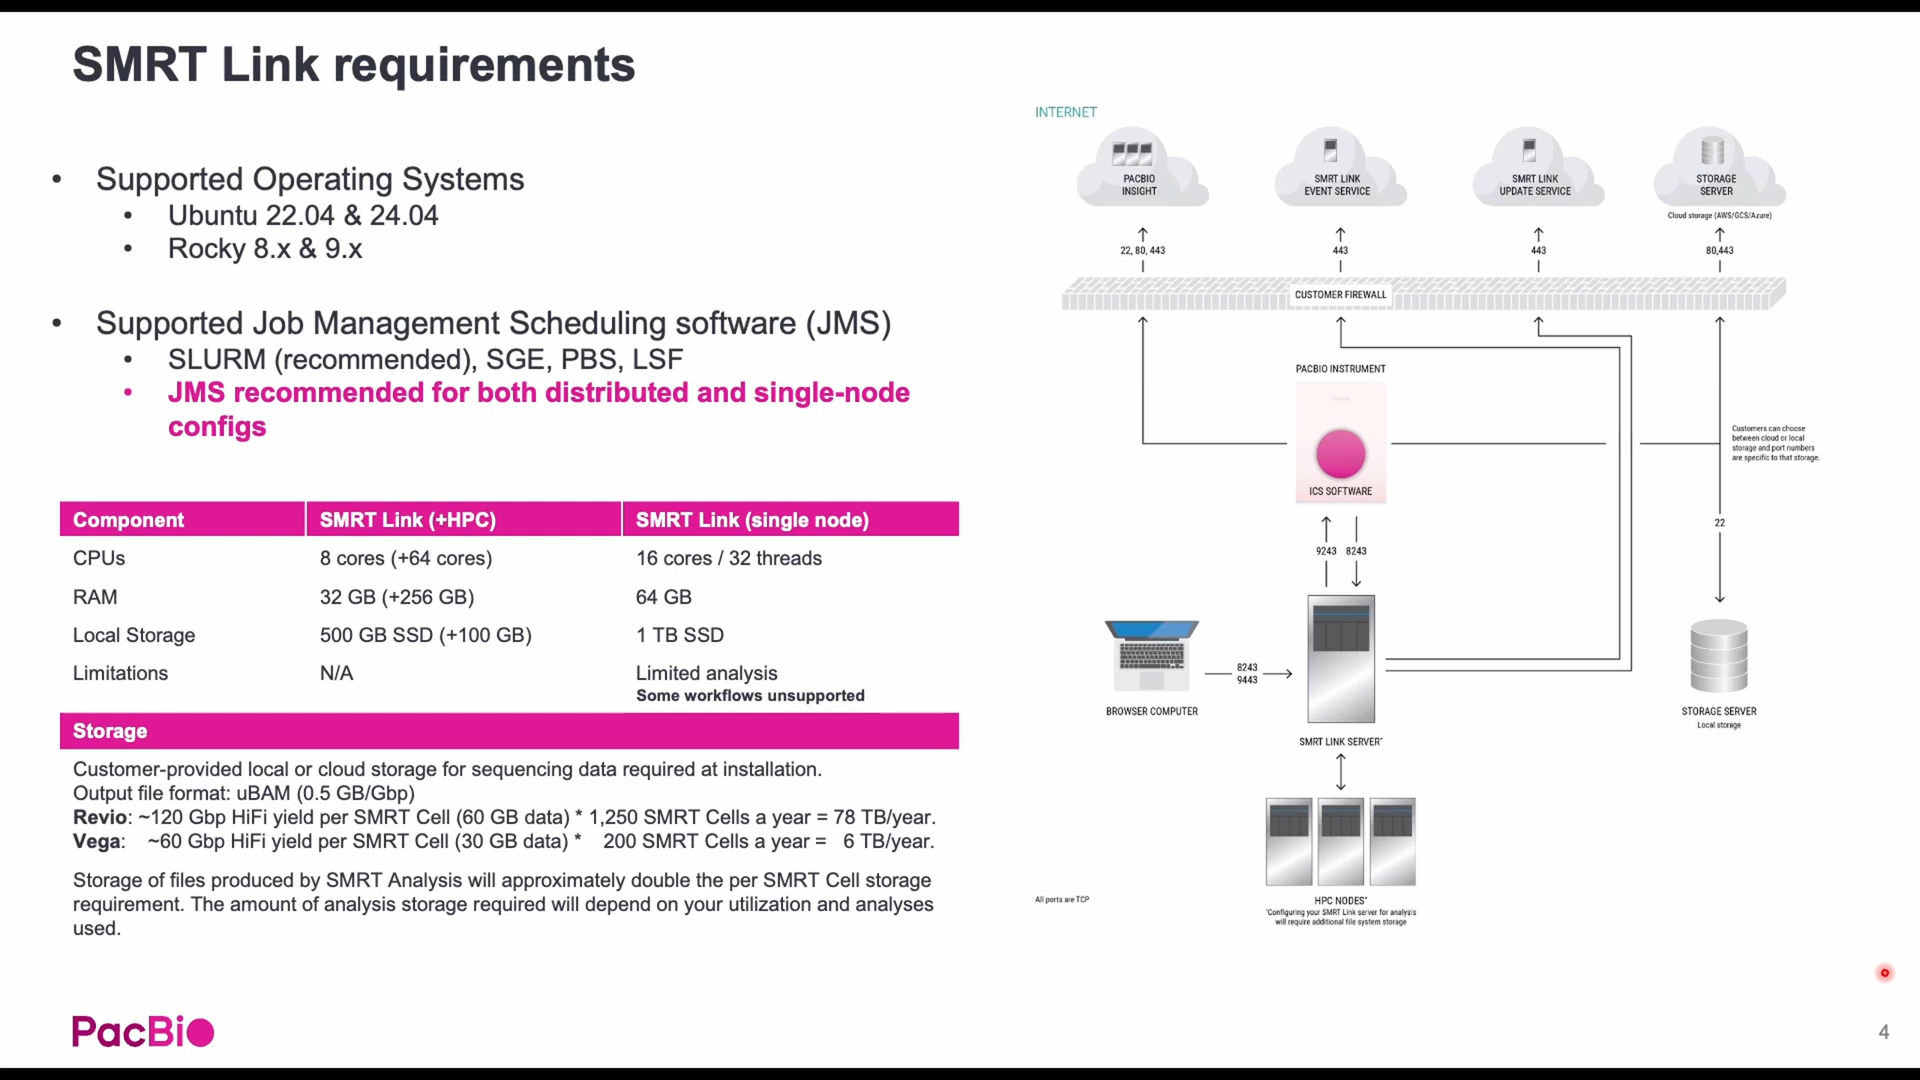 SMRT Link requirements
• Supported Operating Systems
• Ubuntu 22.04 & 24.04
• Rocky 8.x & 9.x
• Supported Job Management Scheduling software (JMS)
• SLURM (recommended), SGE, PBS, LSF
• JMS recommended for both distributed and single-node
configs
Component SMRT Link (+HPC) SMRT Link (single node)
CPUs 8 cores (+64 cores) 16 cores / 32 threads
RAM 32 GB (+256 GB) 64 GB
Local Storage 500 GB SSD (+100 GB) 1 TB SSD
Limitations N/A Limited analysis
Some workflows unsupported
Storage
Customer-provided local or cloud storage for sequencing data required at installation.
Output file format: uBAM (0.5 GB/Gbp)
Revio: ~120 Gbp HiFi yield per SMRT Cell (60 GB data) * 1,250 SMRT Cells a year = 78 TB/year.
Vega: ~60 Gbp HiFi yield per SMRT Cell (30 GB data) * 200 SMRT Cells a year = 6 TB/year.
Storage of files produced by SMRT Analysis will approximately double the per SMRT Cell storage
requirement. The amount of analysis storage required will depend on your utilization and analyses
used.
INTERNET
PACBIO
INSIGHT
SMRT LINK
EVENT SERVICE
SMRT LINK
UPDATE SERVICE
STORAGE
SERVER
Cloud storage (AWS/GCS/Azure)
22, 80, 443
443
443
80,443
CUSTOMER FIREWALL
PACBIO INSTRUMENT
ICS SOFTWARE
Customers can choose
between cloud or local
storage and port numbers
are specific to that storage.
22
9243 8243
8243
9443
BROWSER COMPUTER
SMRT LINK SERVER*
STORAGE SERVER
Local storage
HPC NODES*
*Configuring your SMRT Link server for analysis
will require additional file system storage
All ports are TCP
PacBio
4